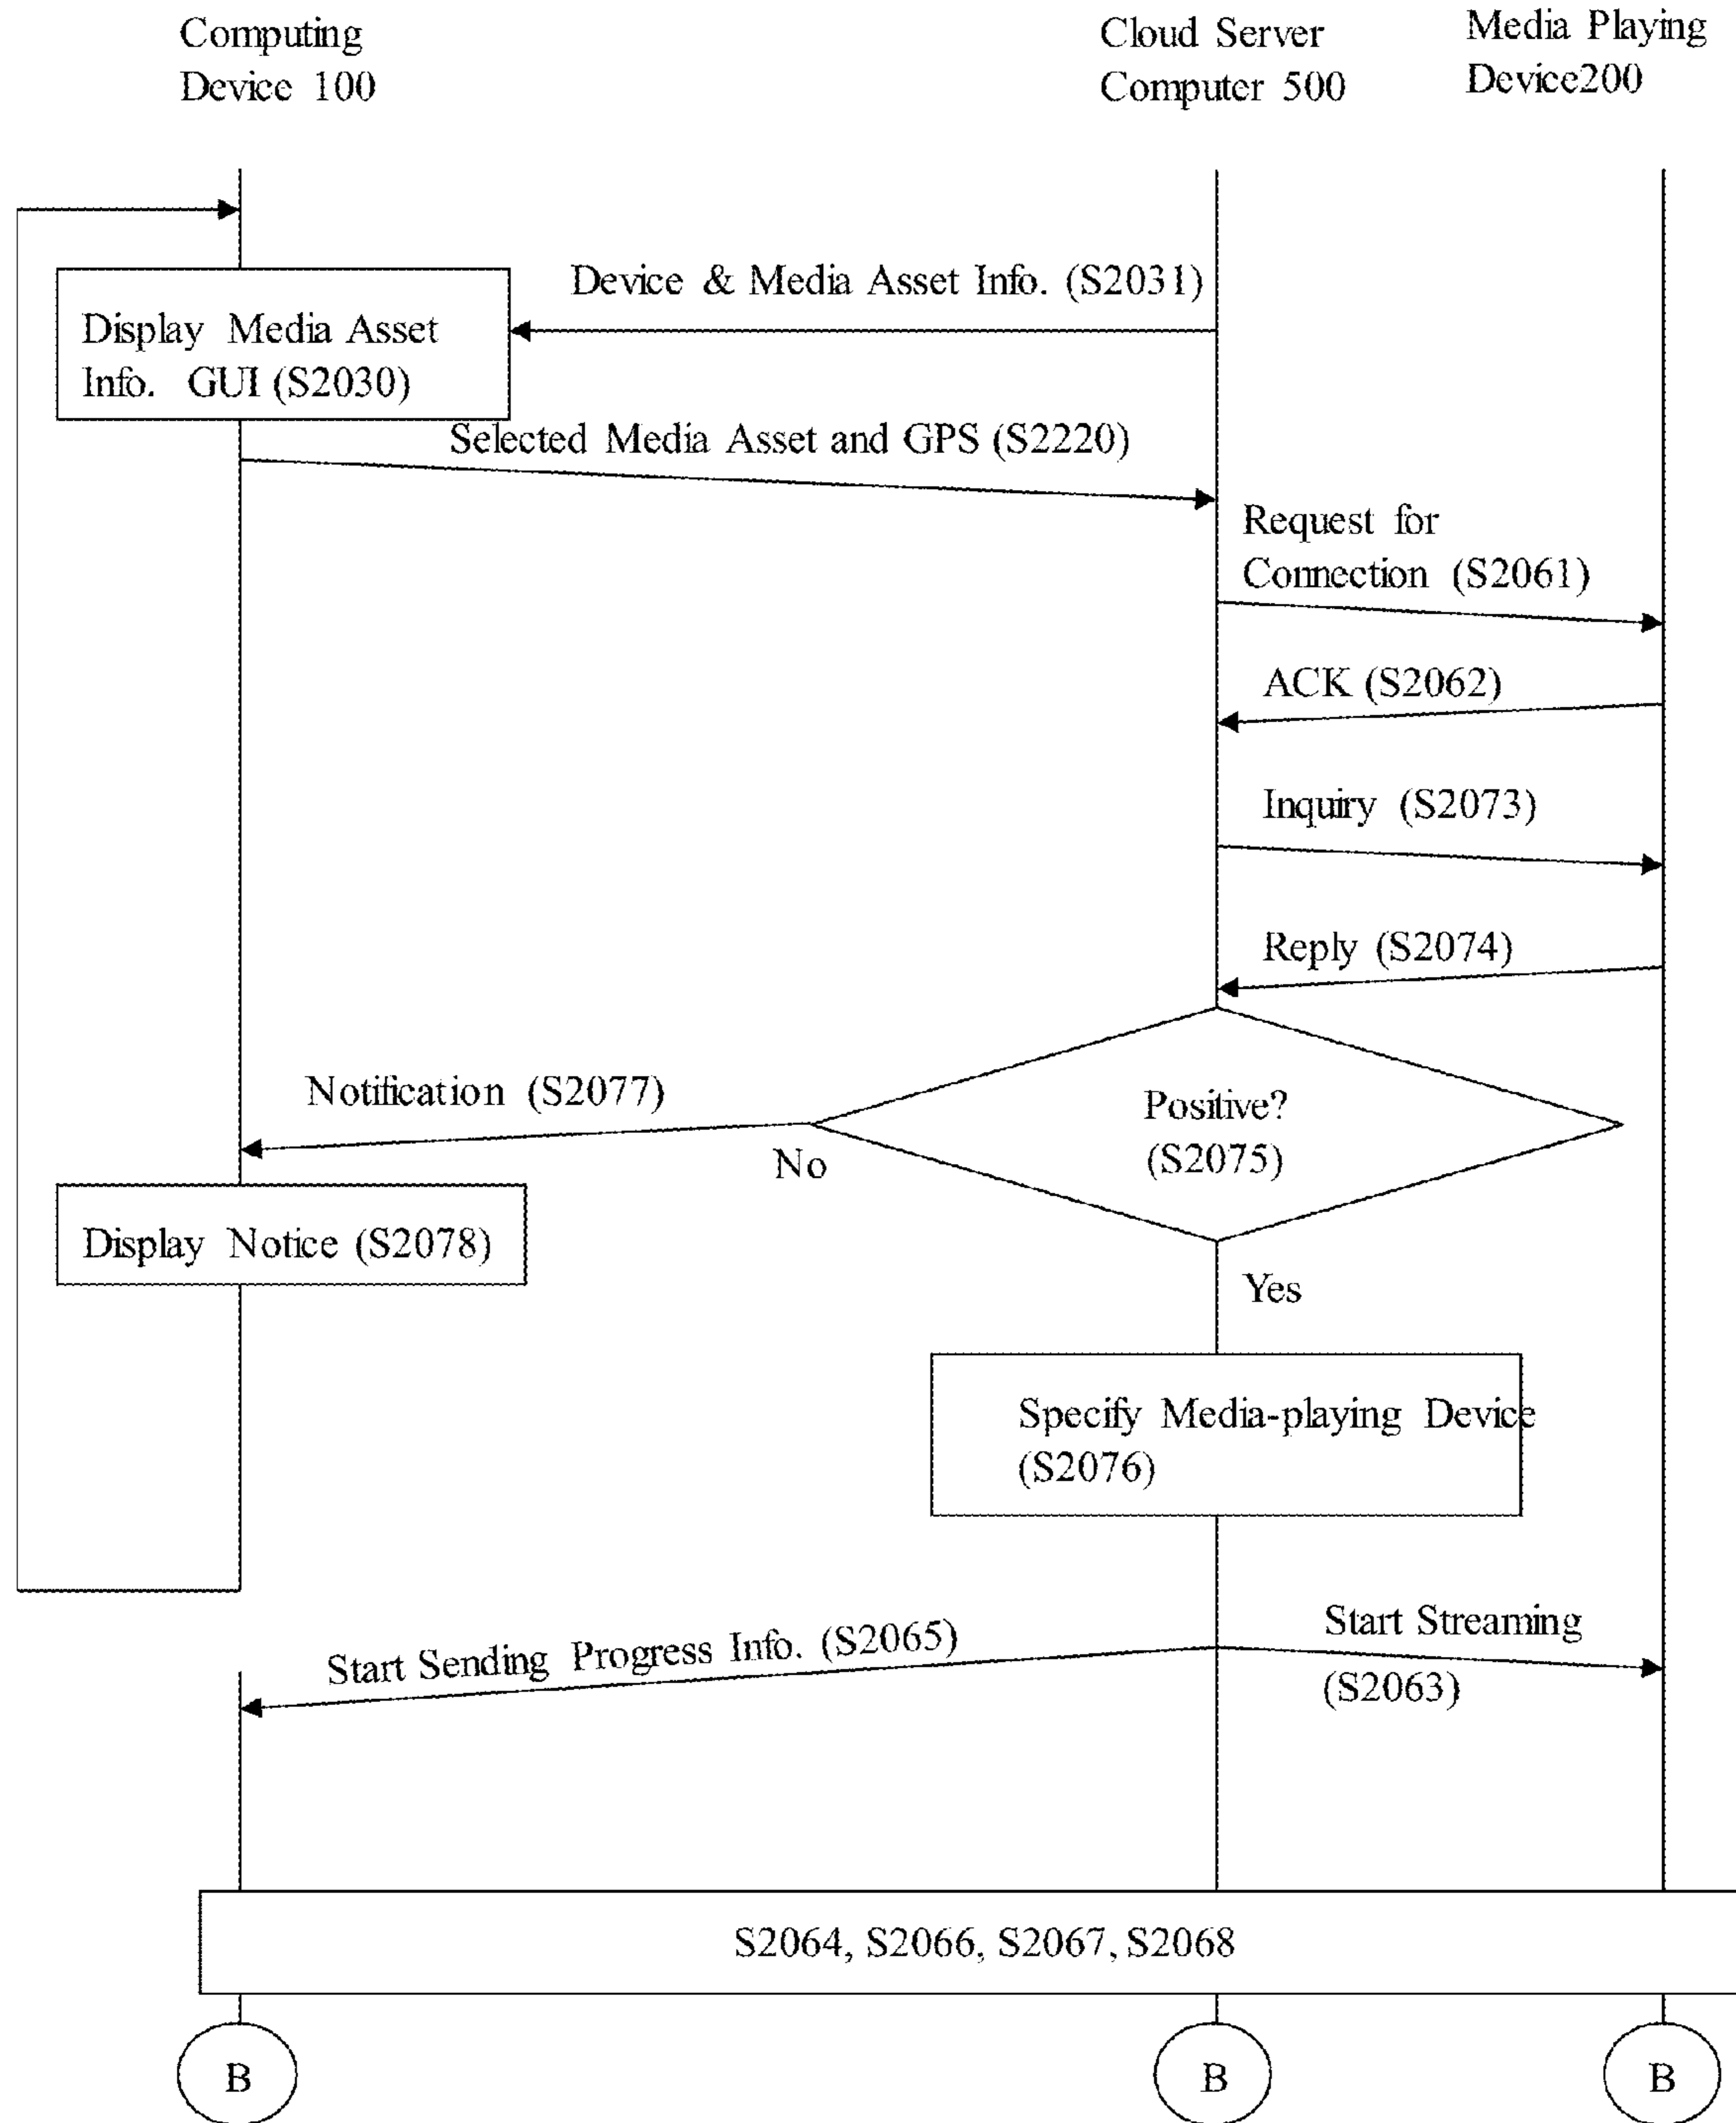 Computing
Device 100
Cloud Server
Computer 500
Media Playing
Device200
Device & Media Asset Info. (S2031)
Display Media Asset
Info. GUI (S2030)
Selected Media Asset and GPS (S2220)
Request for
Connection (S2061)
ACK (S2062)
Inquiry (S2073)
Reply (S2074)
Notification (S2077)
Positive?
(S2075)
No
Display Notice (S2078)
Yes
Specify Media-playing Device
(S2076)
Start Sending Progress Info. (S2065)
Start Streaming
(S2063)
S2064, S2066, S2067, S2068
B
B
B